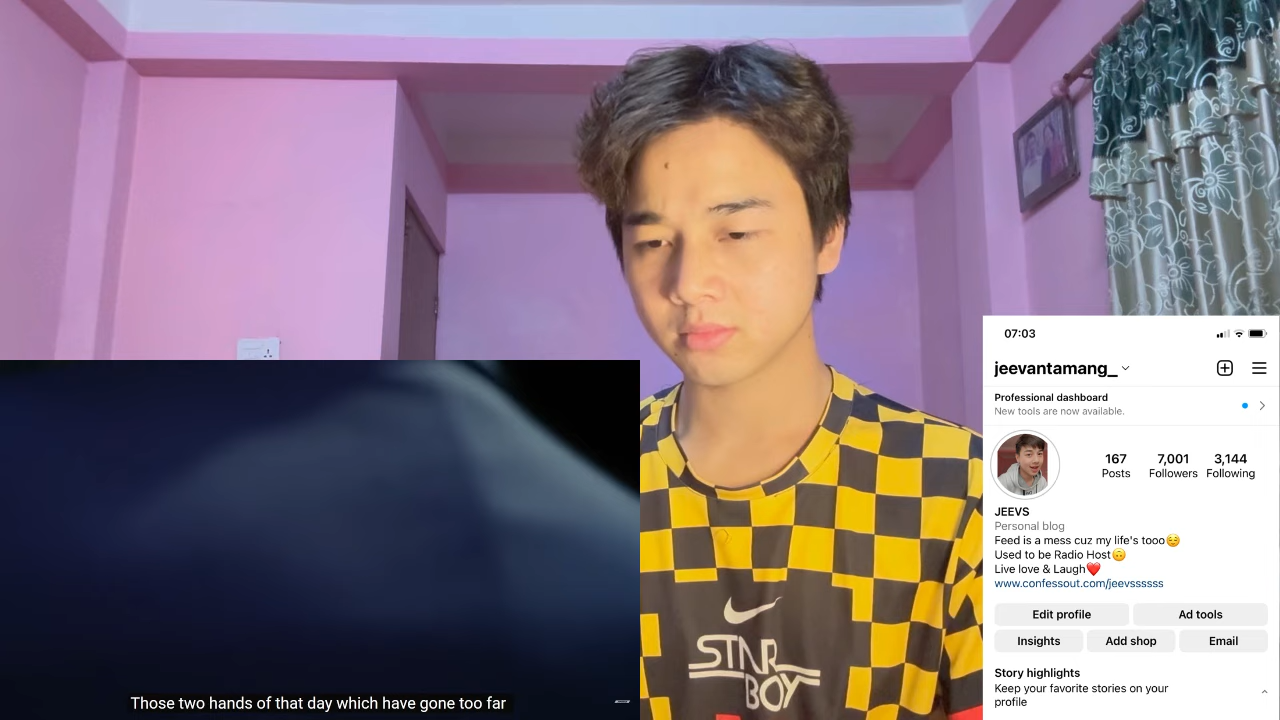 07:03
jeevantamang_
Professional dashboard
New tools are now available.
167 7,001 3,144
Posts Followers Following
JEEVS
Personal blog
Feed is a mess cuz my life's tooo😌
Used to be Radio Host🙃
Live love & Laugh❤️
www.confessout.com/jeevssssss
Edit profile Ad tools
Insights Add shop Email
Story highlights
Keep your favorite stories on your
profile
STAR
BOY
Those two hands of that day which have gone too far